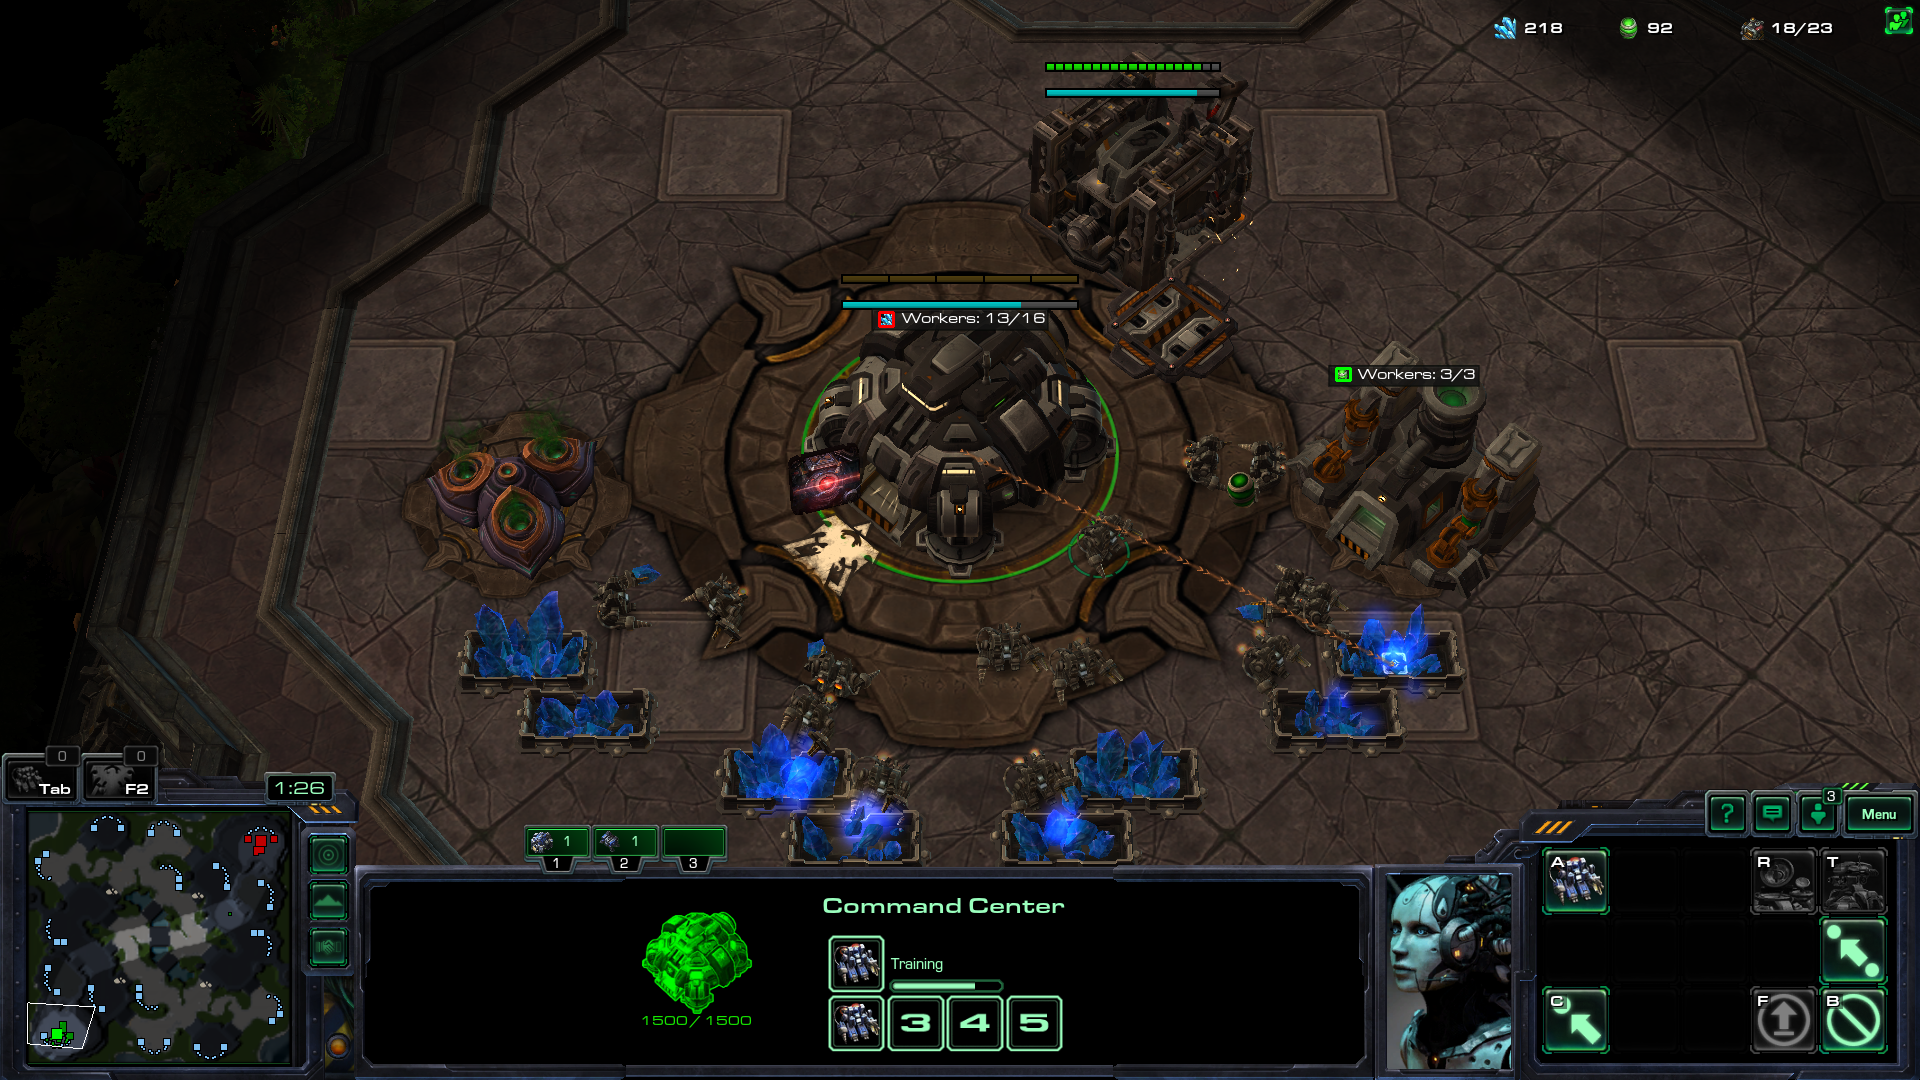 218 92 18/23
Workers: 13/16
Workers: 3/3
0 0
Tab F2
1:26
1 1
1 2 3
3
Menu
Command Center
Training
1500/1500
3 4 5
A R T
C F B